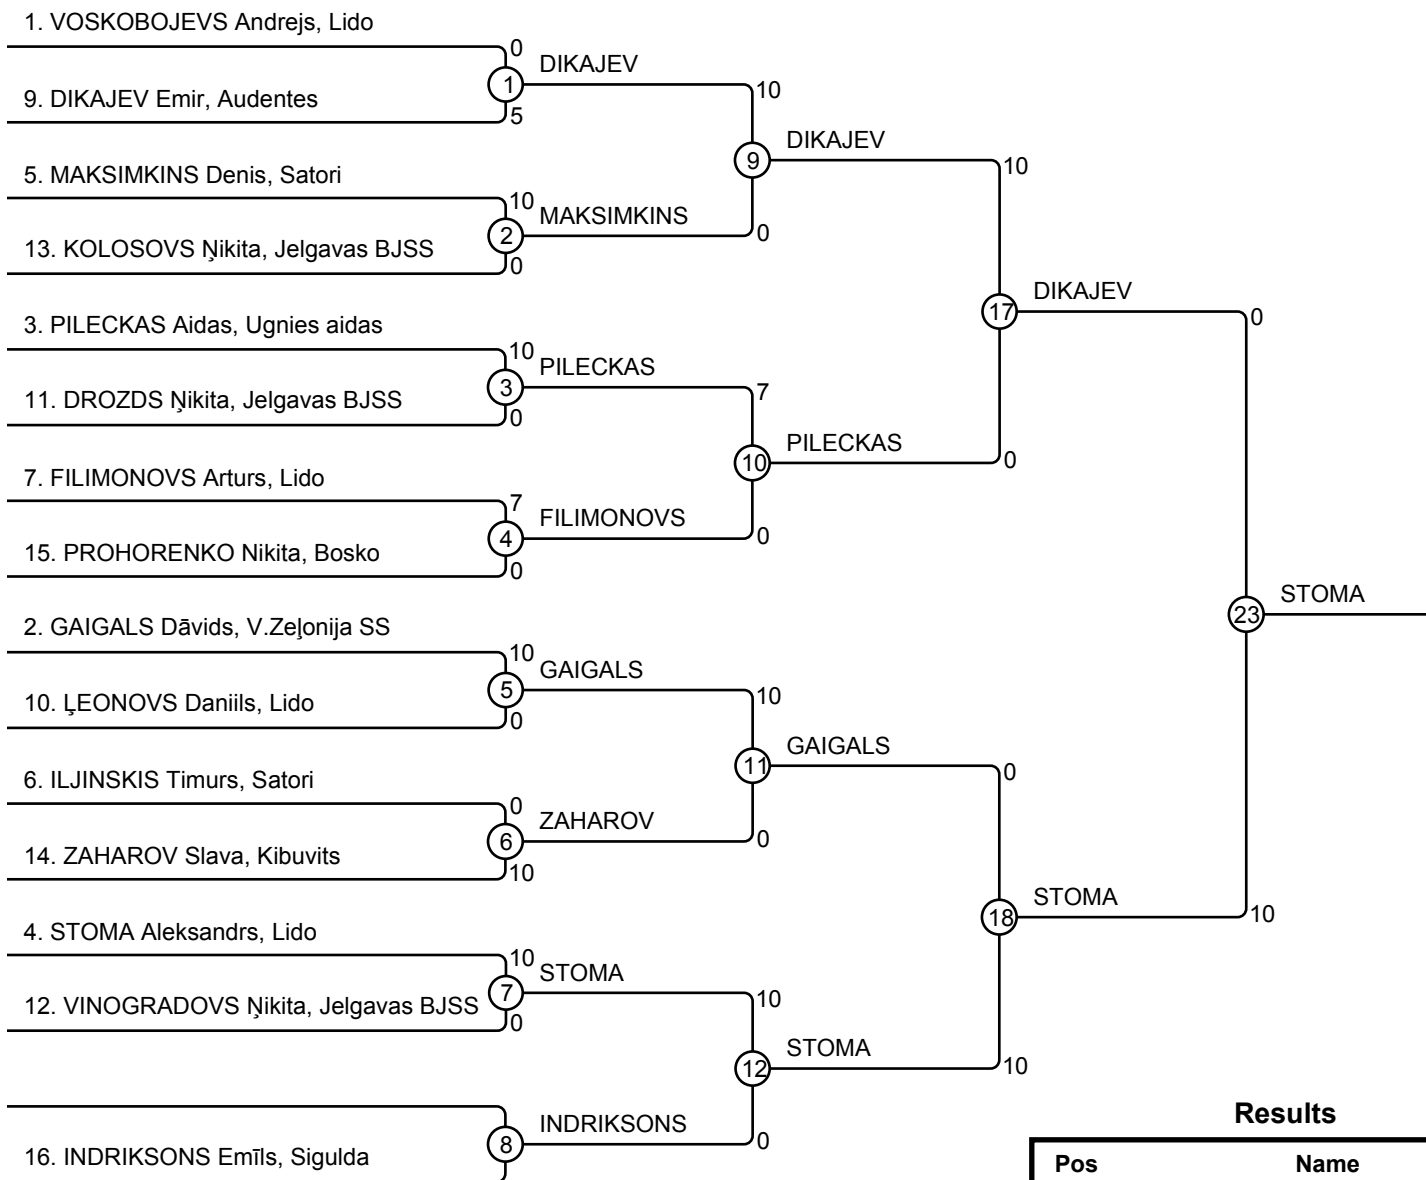 1. VOSKOBOJEVS Andrejs, Lido
0
DIKAJEV
1
10
9. DIKAJEV Emir, Audentes
5
DIKAJEV
9
10
5. MAKSIMKINS Denis, Satori
10
MAKSIMKINS
2
0
13. KOLOSOVS Ņikita, Jelgavas BJSS
0
DIKAJEV
17
0
3. PILECKAS Aidas, Ugnies aidas
10
PILECKAS
3
7
11. DROZDS Ņikita, Jelgavas BJSS
0
PILECKAS
10
0
7. FILIMONOVS Arturs, Lido
7
FILIMONOVS
4
0
15. PROHORENKO Nikita, Bosko
0
STOMA
23
2. GAIGALS Dāvids, V.Zeļonija SS
10
GAIGALS
5
10
10. ĻEONOVS Daniils, Lido
0
GAIGALS
11
0
6. ILJINSKIS Timurs, Satori
0
ZAHAROV
6
0
14. ZAHAROV Slava, Kibuvits
10
STOMA
18
10
4. STOMA Aleksandrs, Lido
10
STOMA
7
10
12. VINOGRADOVS Ņikita, Jelgavas BJSS
0
STOMA
12
10
INDRIKSONS
8
0
16. INDRIKSONS Emīls, Sigulda
Results
Pos Name